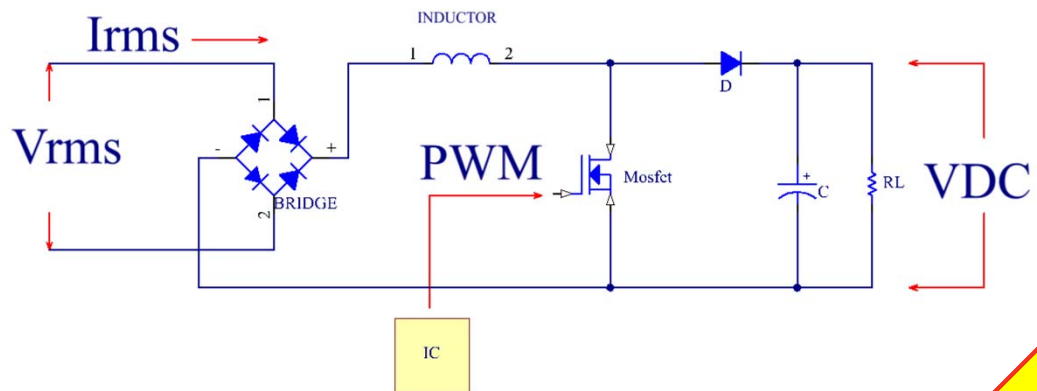 INDUCTOR
Irms
1
2
1
D
Vrms
-
+
PWM
Mosfet
+
C
RL
VDC
BRIDGE
2
IC